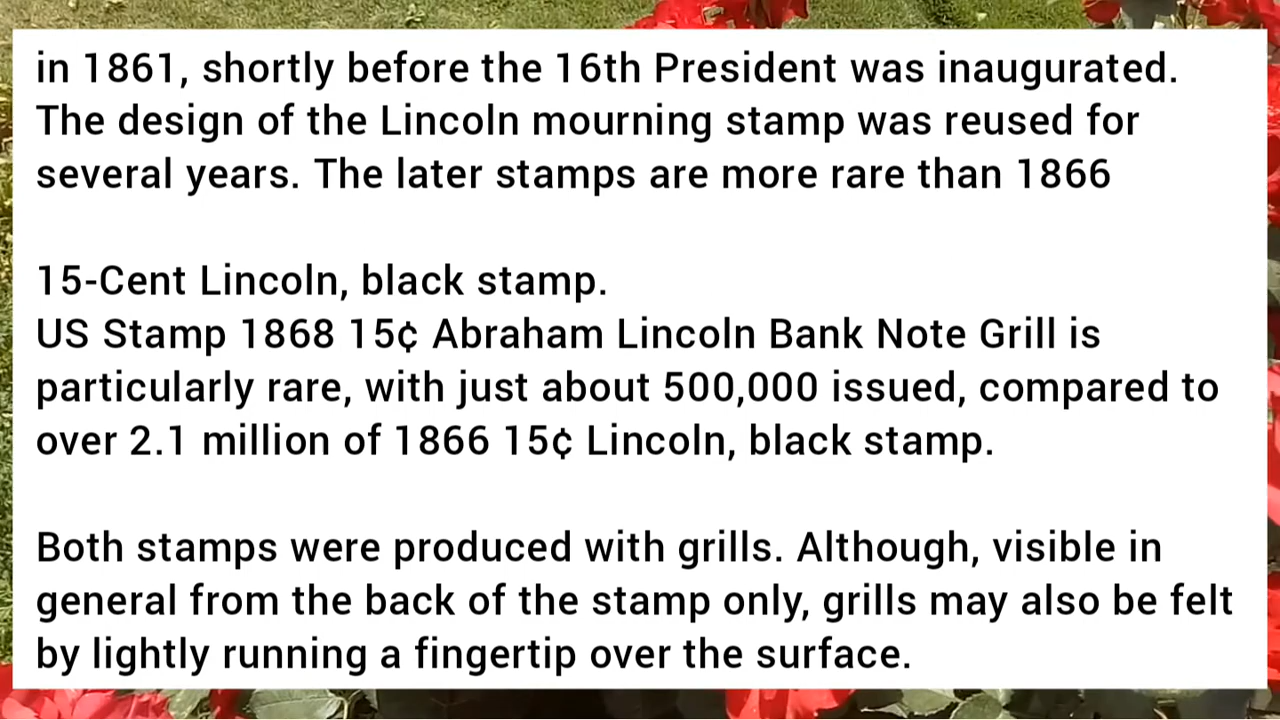 in 1861, shortly before the 16th President was inaugurated.
The design of the Lincoln mourning stamp was reused for
several years. The later stamps are more rare than 1866
15-Cent Lincoln, black stamp.
US Stamp 1868 15¢ Abraham Lincoln Bank Note Grill is
particularly rare, with just about 500,000 issued, compared to
over 2.1 million of 1866 15¢ Lincoln, black stamp.
Both stamps were produced with grills. Although, visible in
general from the back of the stamp only, grills may also be felt
by lightly running a fingertip over the surface.